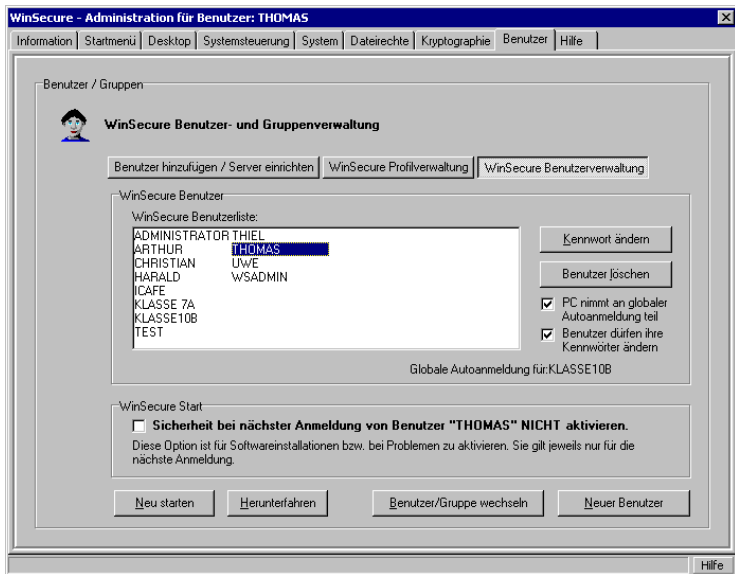 WinSecure - Administration für Benutzer: THOMAS
Information Startmenü Desktop Systemsteuerung System Dateirechte Kryptographie Benutzer Hilfe
Benutzer / Gruppen
WinSecure Benutzer- und Gruppenverwaltung
Benutzer hinzufügen / Server einrichten WinSecure Profilverwaltung WinSecure Benutzerverwaltung
WinSecure Benutzer
WinSecure Benutzerliste:
ADMINISTRATOR THIEL
ARTHUR THOMAS
CHRISTIAN UWE
HARALD WSADMIN
ICAFE
KLASSE 7A
KLASSE10B
TEST
Kennwort ändern
Benutzer löschen
PC nimmt an globaler
Autoanmeldung teil
Benutzer dürfen ihre
Kennwörter ändern
Globale Autoanmeldung für:KLASSE10B
WinSecure Start
Sicherheit bei nächster Anmeldung von Benutzer "THOMAS" NICHT aktivieren.
Diese Option ist für Softwareinstallationen bzw. bei Problemen zu aktivieren. Sie gilt jeweils nur für die
nächste Anmeldung.
Neu starten Herunterfahren Benutzer/Gruppe wechseln Neuer Benutzer
Hilfe